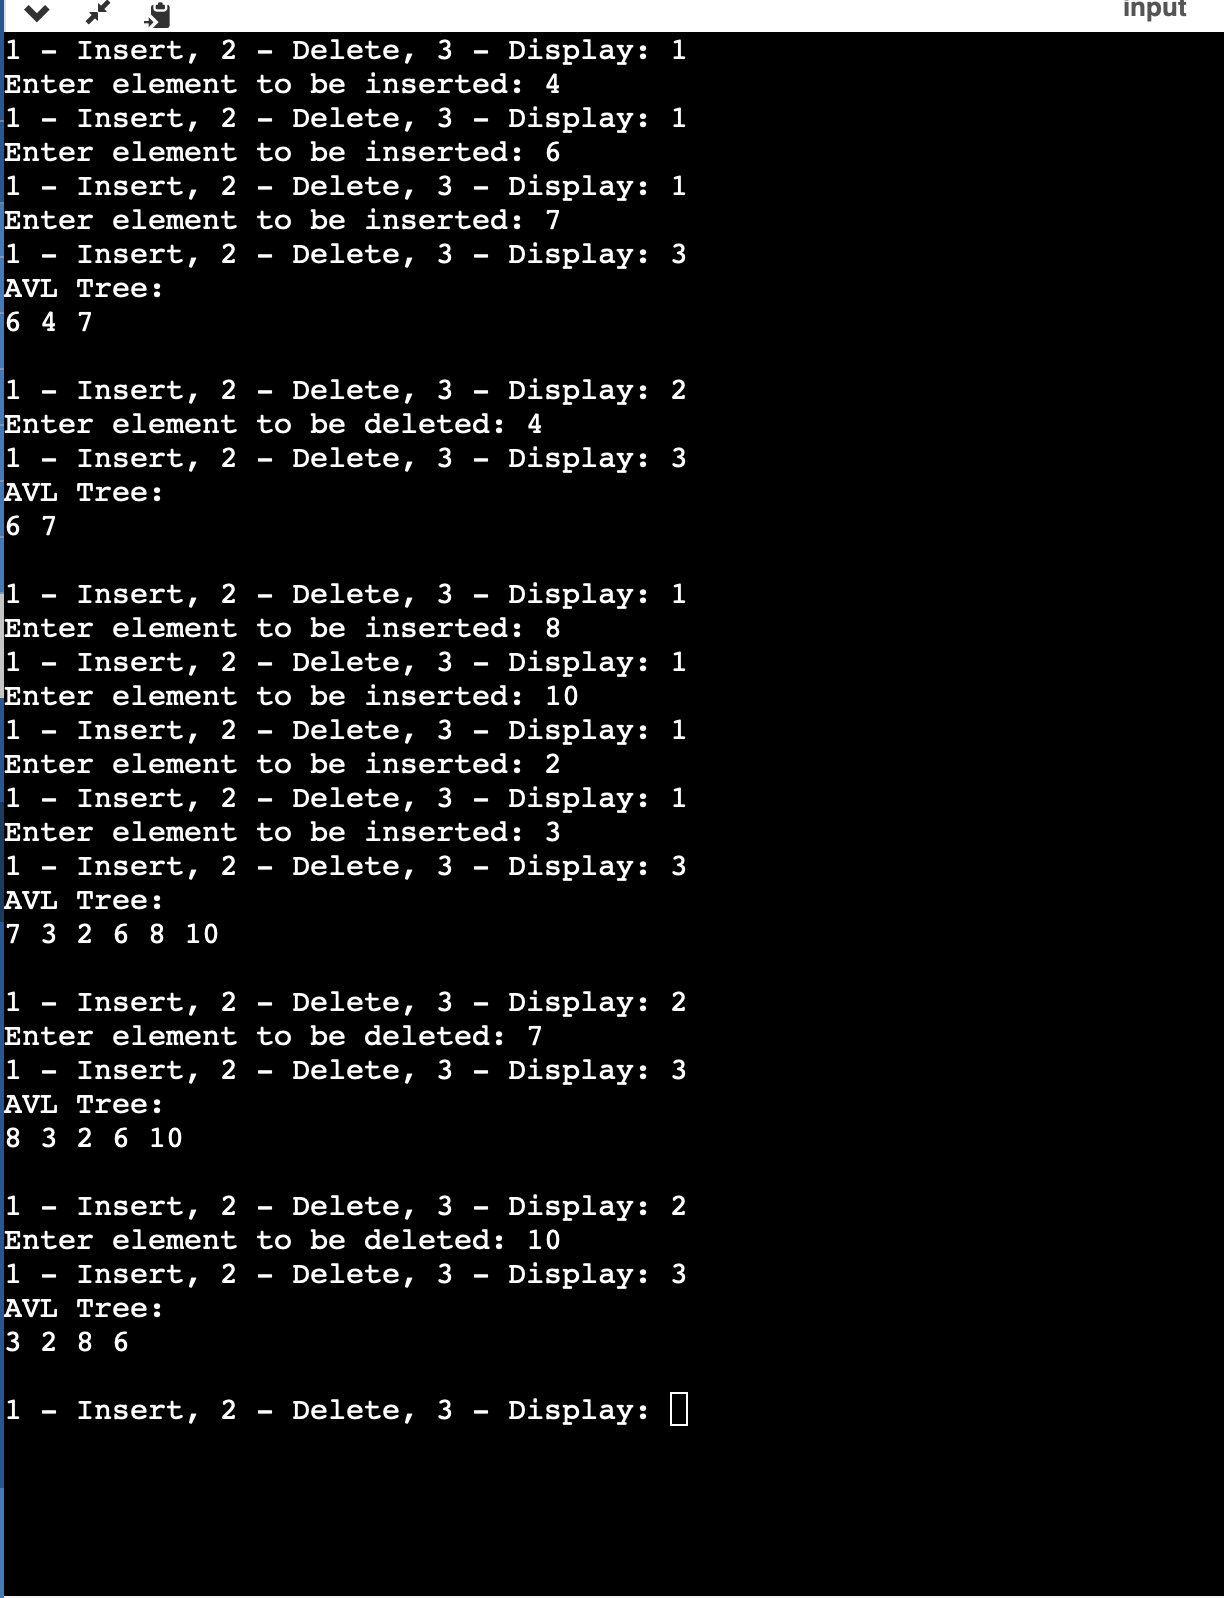 input
1 - Insert, 2 - Delete, 3 - Display: 1
Enter element to be inserted: 4
1 - Insert, 2 - Delete, 3 - Display: 1
Enter element to be inserted: 6
1 - Insert, 2 - Delete, 3 - Display: 1
Enter element to be inserted: 7
1 - Insert, 2 - Delete, 3 - Display: 3
AVL Tree:
6 4 7
1 - Insert, 2 - Delete, 3 - Display: 2
Enter element to be deleted: 4
1 - Insert, 2 - Delete, 3 - Display: 3
AVL Tree:
6 7
1 - Insert, 2 - Delete, 3 - Display: 1
Enter element to be inserted: 8
1 - Insert, 2 - Delete, 3 - Display: 1
Enter element to be inserted: 10
1 - Insert, 2 - Delete, 3 - Display: 1
Enter element to be inserted: 2
1 - Insert, 2 - Delete, 3 - Display: 1
Enter element to be inserted: 3
1 - Insert, 2 - Delete, 3 - Display: 3
AVL Tree:
7 3 2 6 8 10
1 - Insert, 2 - Delete, 3 - Display: 2
Enter element to be deleted: 7
1 - Insert, 2 - Delete, 3 - Display: 3
AVL Tree:
8 3 2 6 10
1 - Insert, 2 - Delete, 3 - Display: 2
Enter element to be deleted: 10
1 - Insert, 2 - Delete, 3 - Display: 3
AVL Tree:
3 2 8 6
1 - Insert, 2 - Delete, 3 - Display: